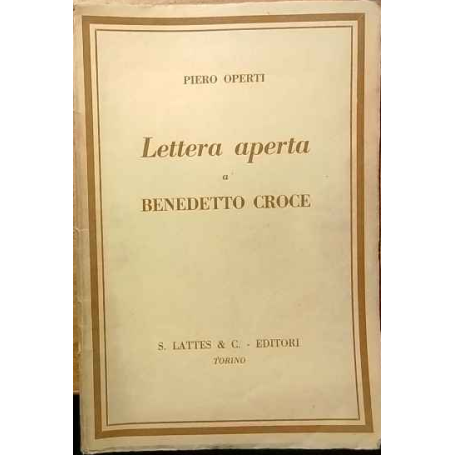 PIERO OPERTI
Lettera aperta
a
BENEDETTO CROCE
S. LATTES & C. - EDITORI
TORINO